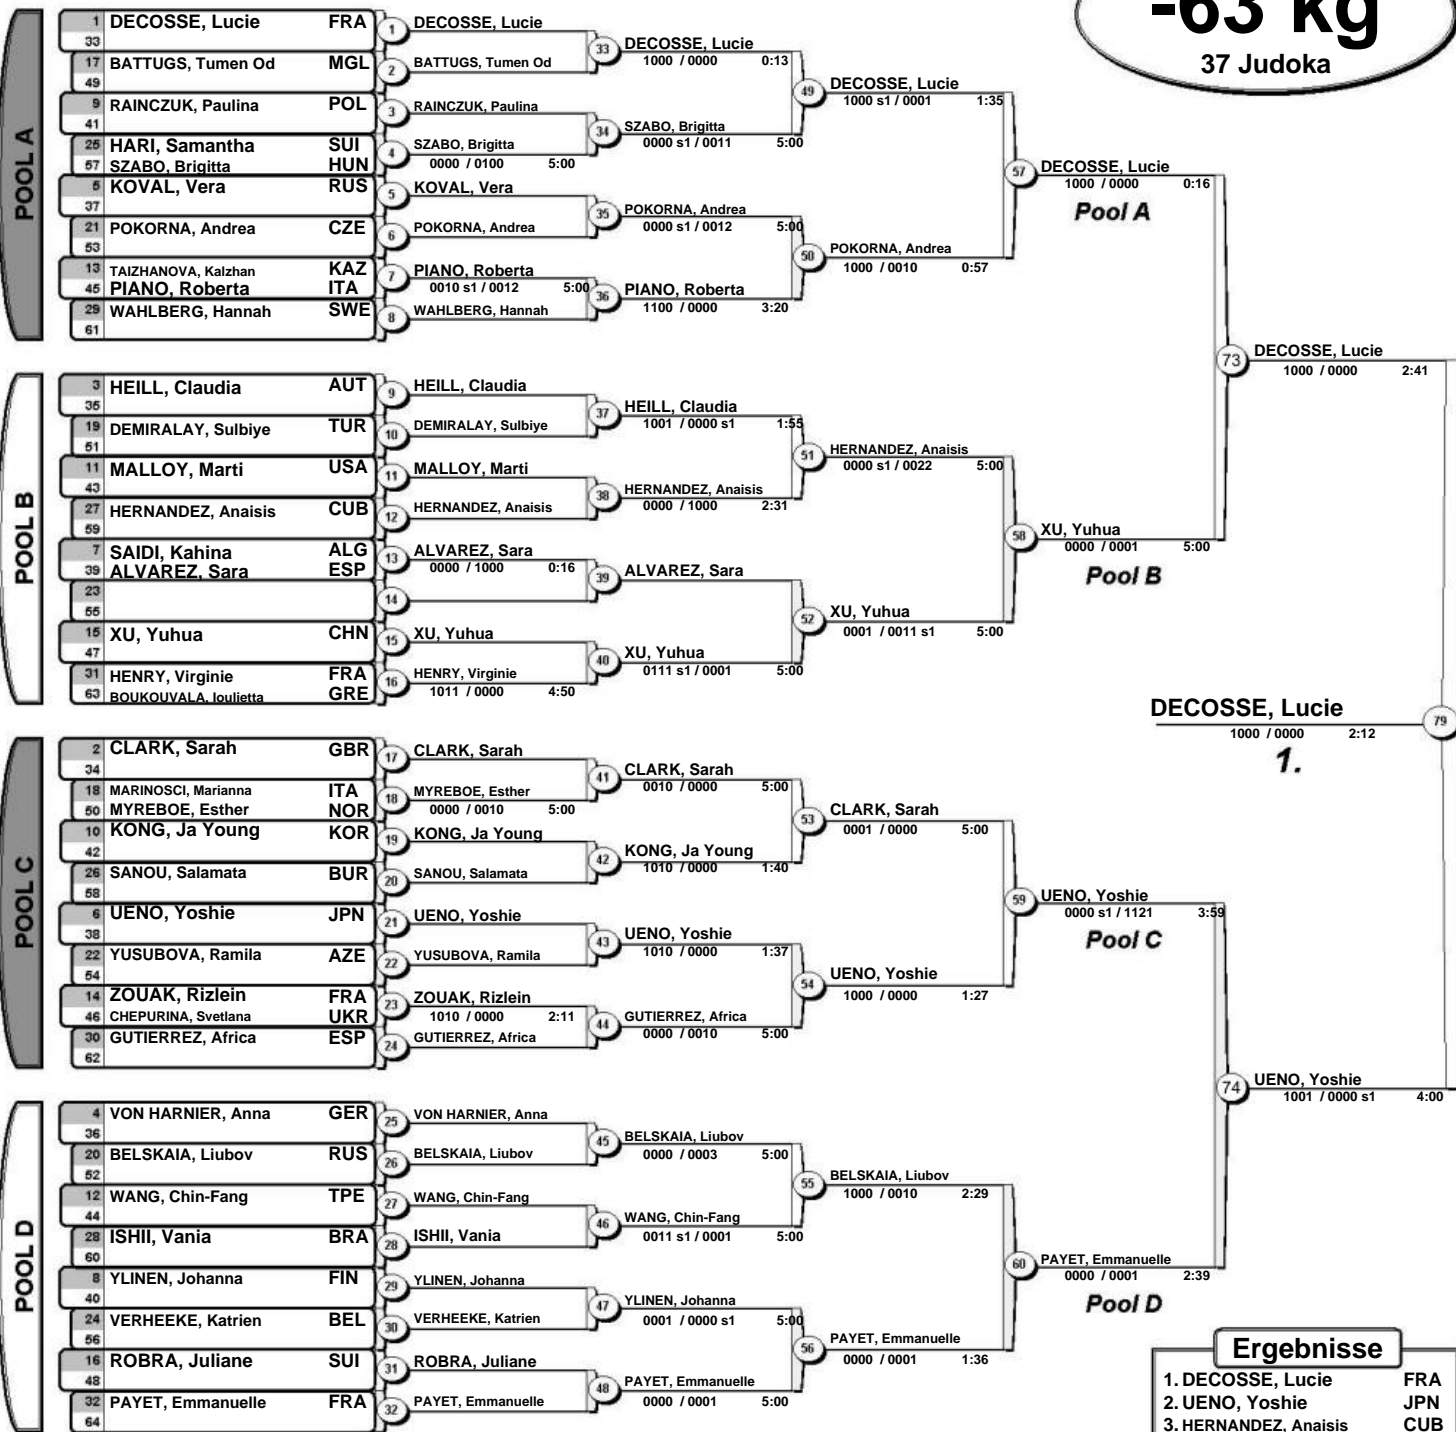 -63 kg
37 Judoka
POOL A
1 DECOSSE, Lucie FRA
33
17 BATTUGS, Tumen Od MGL
49
9 RAINCZUK, Paulina POL
41
25 HARI, Samantha SUI
57 SZABO, Brigitta HUN
5 KOVAL, Vera RUS
37
21 POKORNA, Andrea CZE
53
13 TAIZHANOVA, Kalzhan KAZ
45 PIANO, Roberta ITA
29 WAHLBERG, Hannah SWE
61
1 DECOSSE, Lucie
2 BATTUGS, Tumen Od
3 RAINCZUK, Paulina
4 SZABO, Brigitta
0000 / 0100 5:00
5 KOVAL, Vera
6 POKORNA, Andrea
7 PIANO, Roberta
0010 s1 / 0012 5:00
8 WAHLBERG, Hannah
33 DECOSSE, Lucie
1000 / 0000 0:13
34 SZABO, Brigitta
0000 s1 / 0011 5:00
35 POKORNA, Andrea
0000 s1 / 0012 5:00
36 PIANO, Roberta
1100 / 0000 3:20
49 DECOSSE, Lucie
1000 s1 / 0001 1:35
50 POKORNA, Andrea
1000 / 0010 0:57
57 DECOSSE, Lucie
1000 / 0000 0:16
Pool A
POOL B
3 HEILL, Claudia AUT
35
19 DEMIRALAY, Sulbiye TUR
51
11 MALLOY, Marti USA
43
27 HERNANDEZ, Anaisis CUB
59
7 SAIDI, Kahina ALG
39 ALVAREZ, Sara ESP
23
55
15 XU, Yuhua CHN
47
31 HENRY, Virginie FRA
63 BOUKOUVALA, Ioulietta GRE
9 HEILL, Claudia
10 DEMIRALAY, Sulbiye
11 MALLOY, Marti
12 HERNANDEZ, Anaisis
13 ALVAREZ, Sara
0000 / 1000 0:16
14
15 XU, Yuhua
16 HENRY, Virginie
1011 / 0000 4:50
37 HEILL, Claudia
1001 / 0000 s1 1:55
38 HERNANDEZ, Anaisis
0000 / 1000 2:31
39 ALVAREZ, Sara
40 XU, Yuhua
0111 s1 / 0001 5:00
51 HERNANDEZ, Anaisis
0000 s1 / 0022 5:00
52 XU, Yuhua
0001 / 0011 s1 5:00
58 XU, Yuhua
0000 / 0001 5:00
Pool B
73 DECOSSE, Lucie
1000 / 0000 2:41
DECOSSE, Lucie 79
1000 / 0000 2:12
1.
POOL C
2 CLARK, Sarah GBR
34
18 MARINOSCI, Marianna ITA
50 MYREBOE, Esther NOR
10 KONG, Ja Young KOR
42
26 SANOU, Salamata BUR
58
6 UENO, Yoshie JPN
38
22 YUSUBOVA, Ramila AZE
54
14 ZOUAK, Rizlein FRA
46 CHEPURINA, Svetlana UKR
30 GUTIERREZ, Africa ESP
62
17 CLARK, Sarah
18 MYREBOE, Esther
0000 / 0010 5:00
19 KONG, Ja Young
20 SANOU, Salamata
21 UENO, Yoshie
22 YUSUBOVA, Ramila
23 ZOUAK, Rizlein
1010 / 0000 2:11
24 GUTIERREZ, Africa
41 CLARK, Sarah
0010 / 0000 5:00
42 KONG, Ja Young
1010 / 0000 1:40
43 UENO, Yoshie
1010 / 0000 1:37
44 GUTIERREZ, Africa
0000 / 0010 5:00
53 CLARK, Sarah
0001 / 0000 5:00
54 UENO, Yoshie
1000 / 0000 1:27
59 UENO, Yoshie
0000 s1 / 1121 3:59
Pool C
POOL D
4 VON HARNIER, Anna GER
36
20 BELSKAIA, Liubov RUS
52
12 WANG, Chin-Fang TPE
44
28 ISHII, Vania BRA
60
8 YLINEN, Johanna FIN
40
24 VERHEEKE, Katrien BEL
56
16 ROBRA, Juliane SUI
48
32 PAYET, Emmanuelle FRA
64
25 VON HARNIER, Anna
26 BELSKAIA, Liubov
27 WANG, Chin-Fang
28 ISHII, Vania
29 YLINEN, Johanna
30 VERHEEKE, Katrien
31 ROBRA, Juliane
32 PAYET, Emmanuelle
45 BELSKAIA, Liubov
0000 / 0003 5:00
46 WANG, Chin-Fang
0011 s1 / 0001 5:00
47 YLINEN, Johanna
0001 / 0000 s1 5:00
48 PAYET, Emmanuelle
0000 / 0001 5:00
55 BELSKAIA, Liubov
1000 / 0010 2:29
56 PAYET, Emmanuelle
0000 / 0001 1:36
60 PAYET, Emmanuelle
0000 / 0001 2:39
Pool D
74 UENO, Yoshie
1001 / 0000 s1 4:00
Ergebnisse
1. DECOSSE, Lucie FRA
2. UENO, Yoshie JPN
3. HERNANDEZ, Anaisis CUB